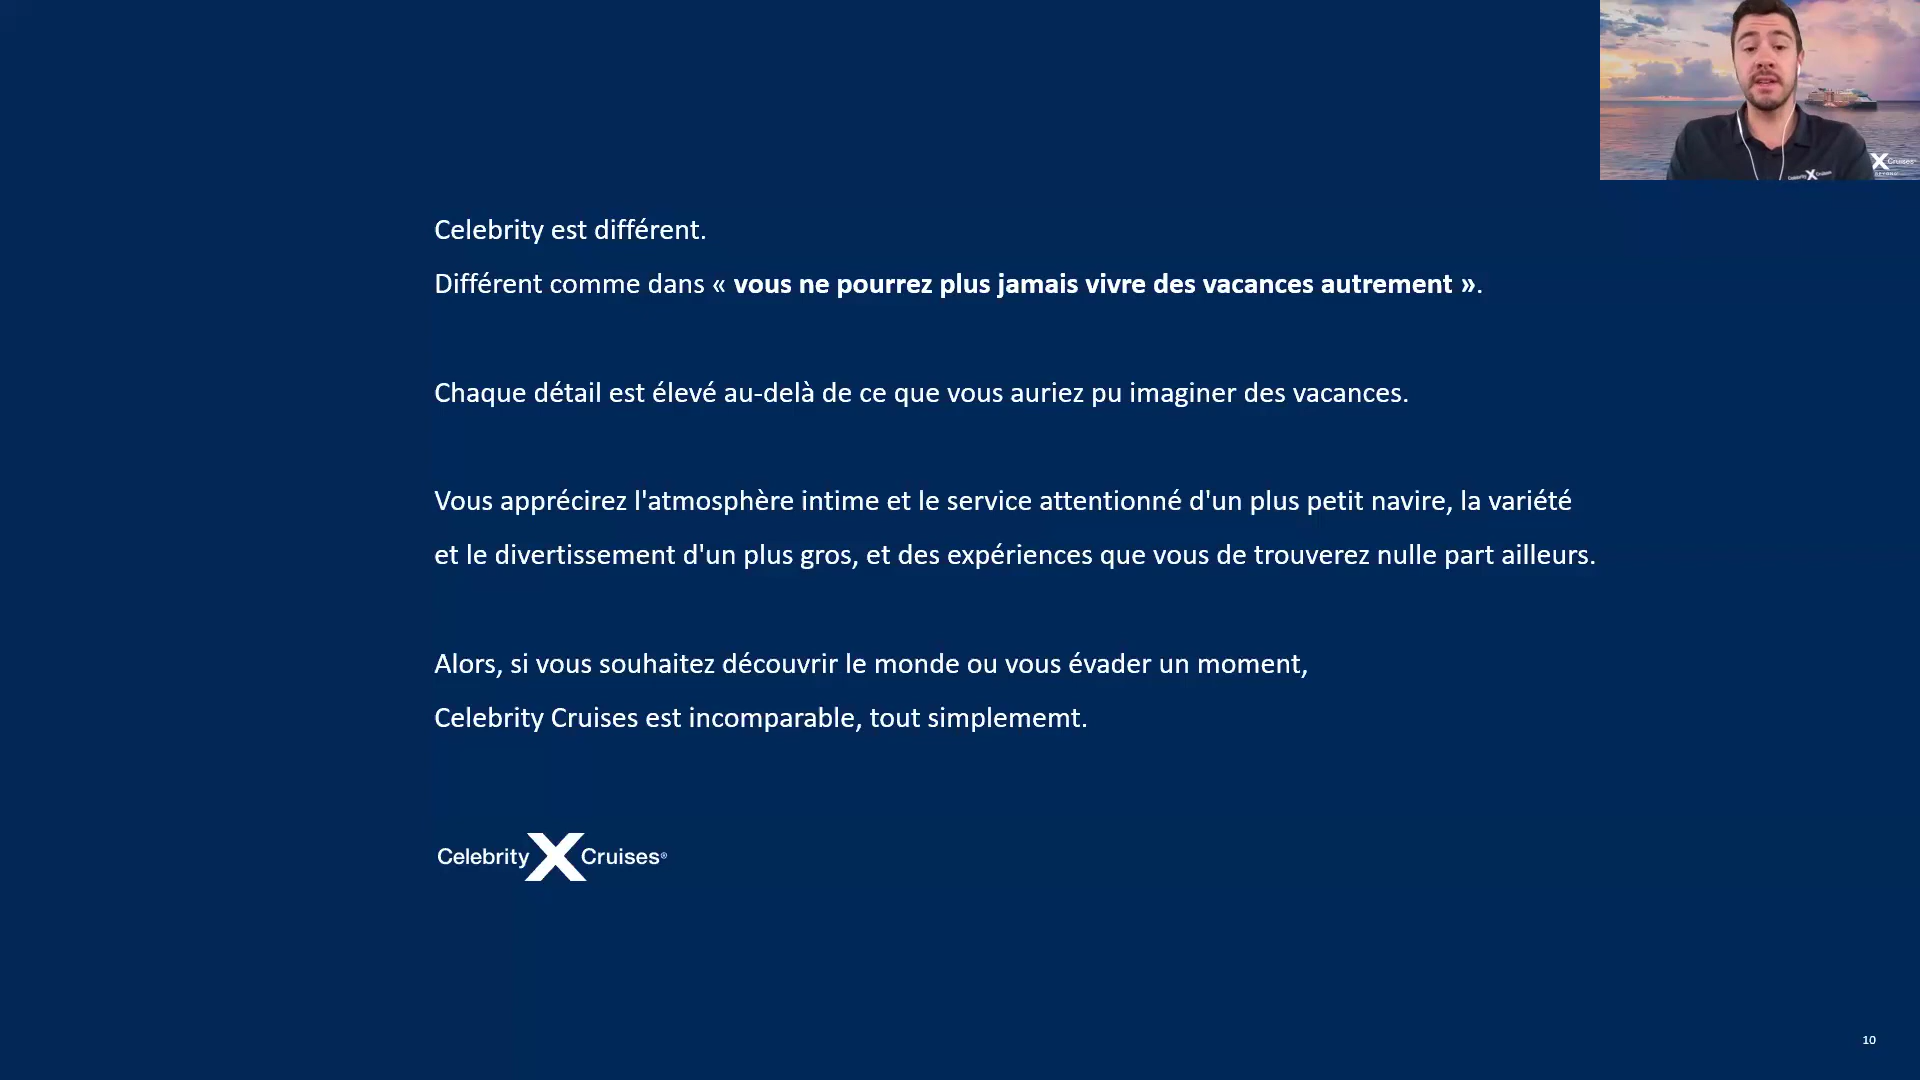 Celebrity est différent.
Différent comme dans « vous ne pourrez plus jamais vivre des vacances autrement ».
Chaque détail est élevé au-delà de ce que vous auriez pu imaginer des vacances.
Vous apprécirez l'atmosphère intime et le service attentionné d'un plus petit navire, la variété
et le divertissement d'un plus gros, et des expériences que vous de trouverez nulle part ailleurs.
Alors, si vous souhaitez découvrir le monde ou vous évader un moment,
Celebrity Cruises est incomparable, tout simplememt.
Celebrity X Cruises®
X Cruises
BEYOND
Celebrity X Cruises
10